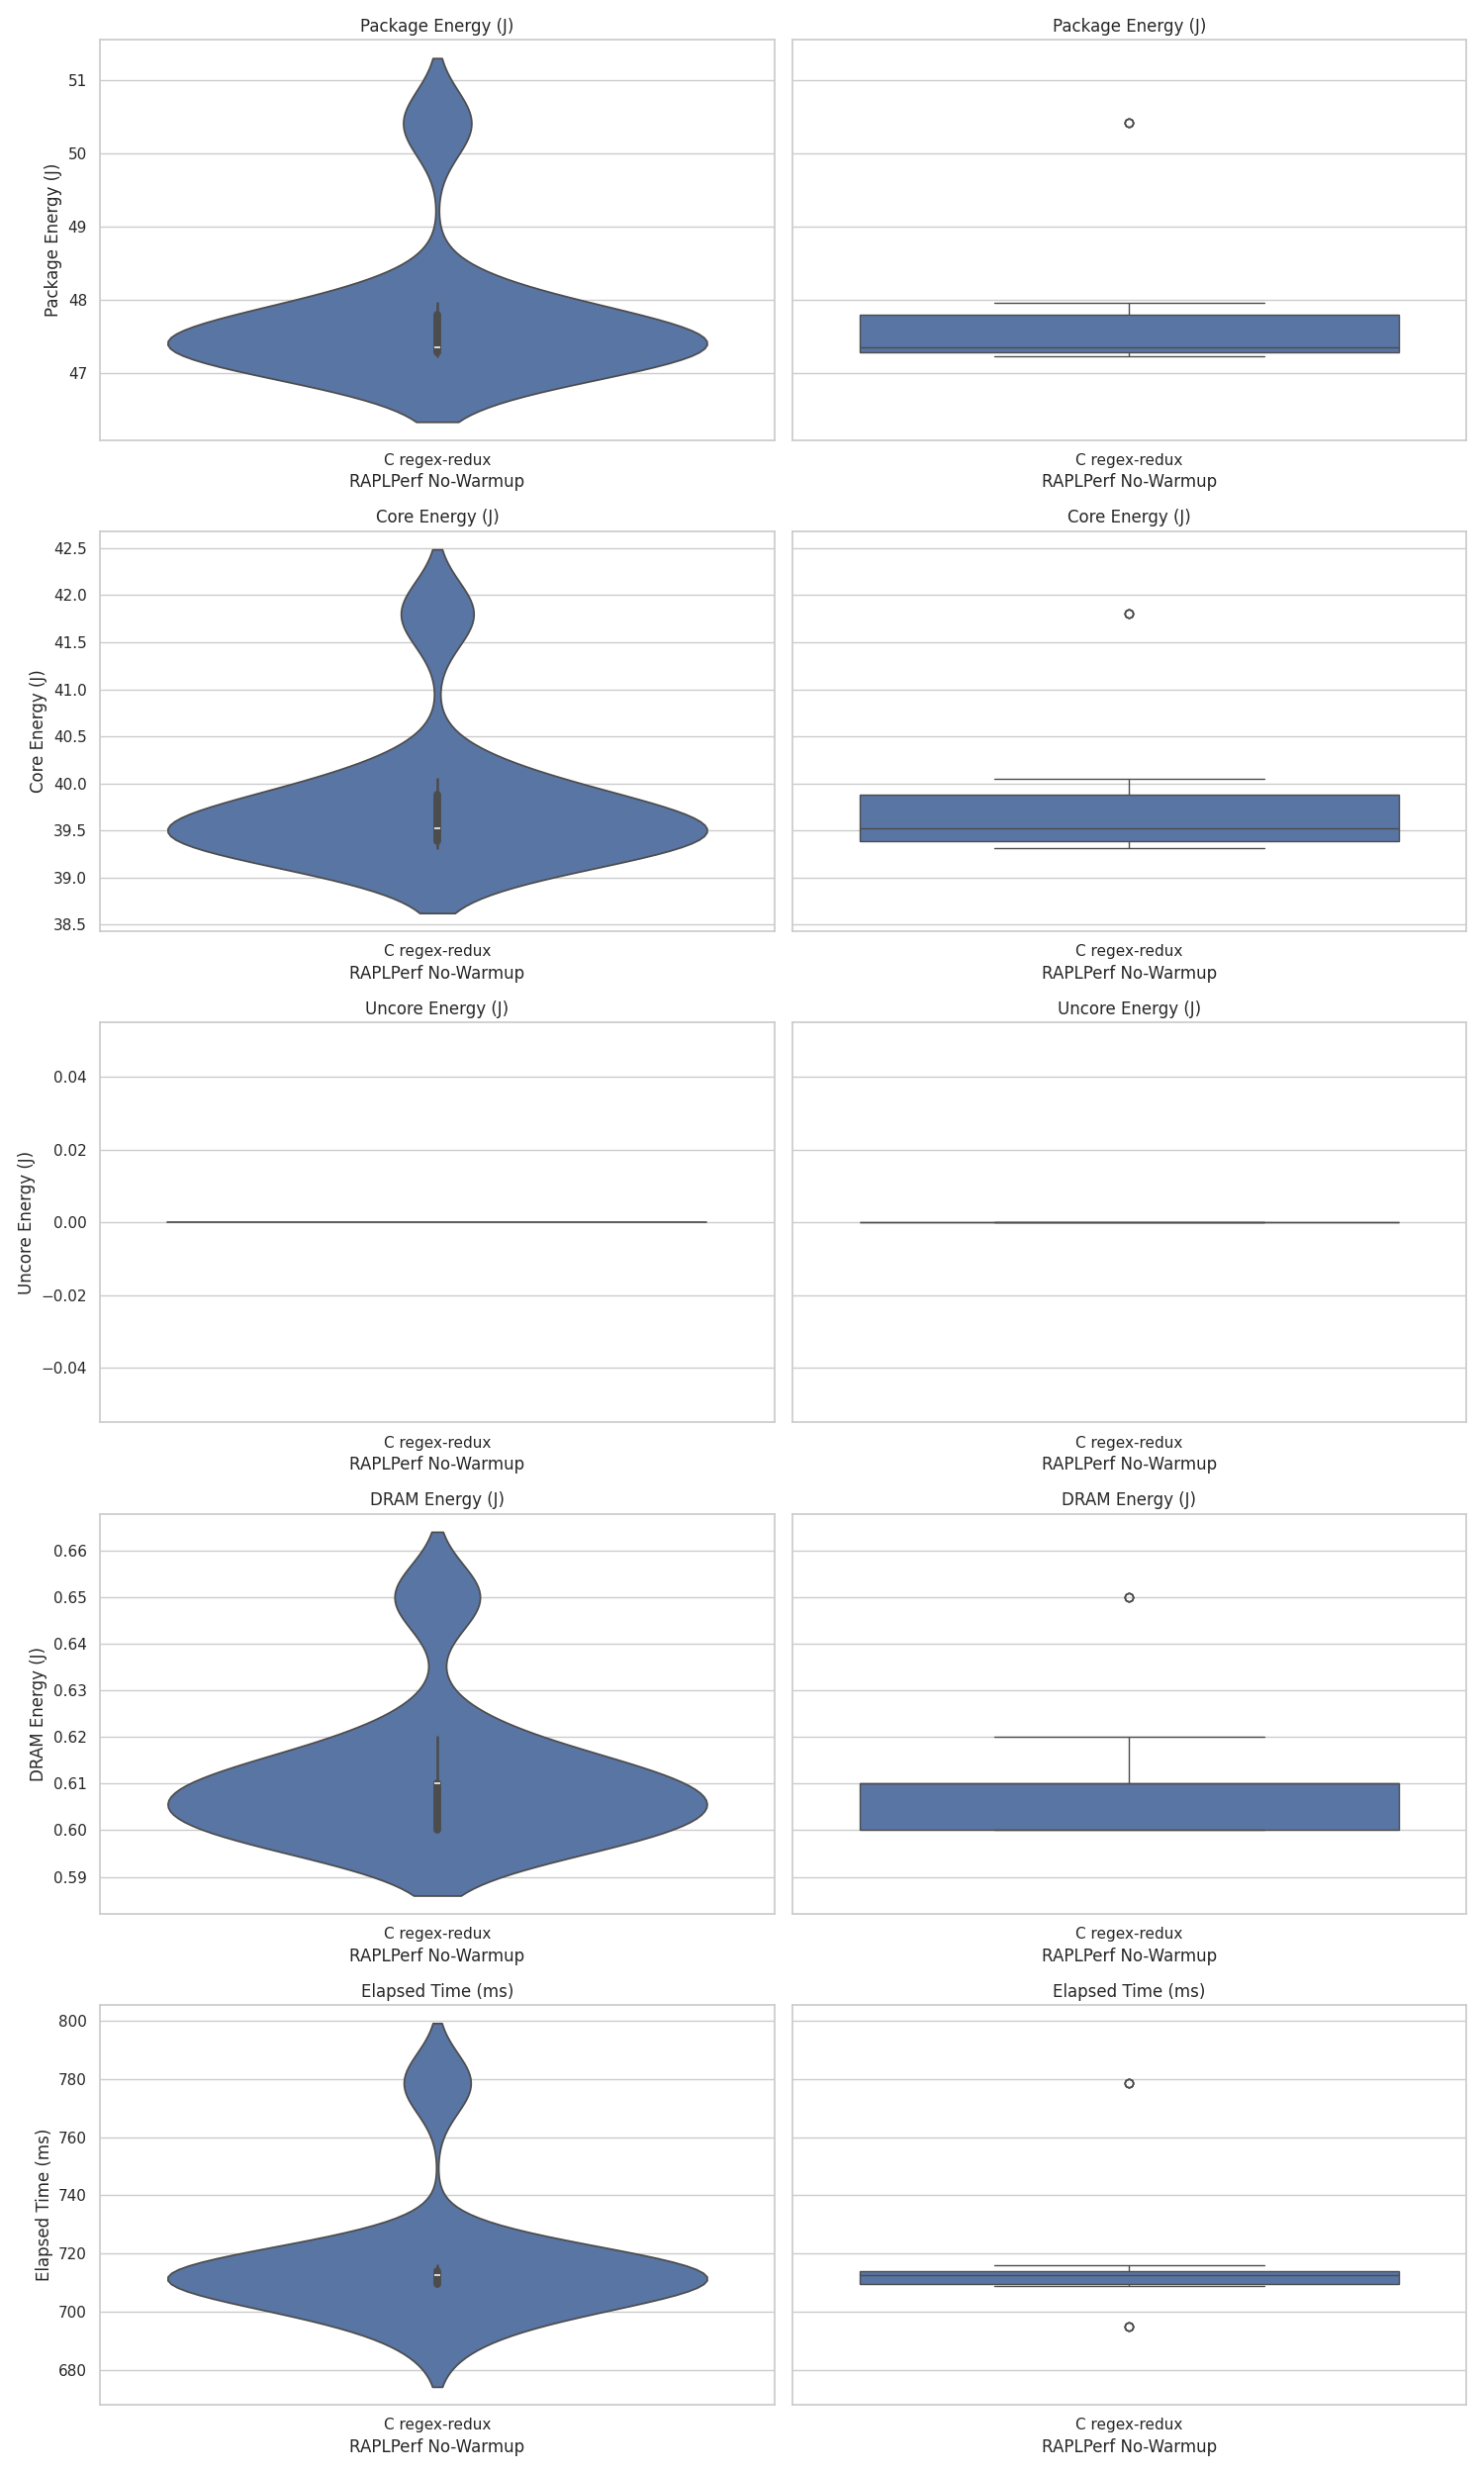 Package Energy (J)
Package Energy (J)
Package Energy (J)
51
50
49
48
47
C regex-redux
RAPLPerf No-Warmup
C regex-redux
RAPLPerf No-Warmup
Core Energy (J)
Core Energy (J)
Core Energy (J)
42.5
42.0
41.5
41.0
40.5
40.0
39.5
39.0
38.5
C regex-redux
RAPLPerf No-Warmup
C regex-redux
RAPLPerf No-Warmup
Uncore Energy (J)
Uncore Energy (J)
Uncore Energy (J)
0.04
0.02
0.00
−0.02
−0.04
C regex-redux
RAPLPerf No-Warmup
C regex-redux
RAPLPerf No-Warmup
DRAM Energy (J)
DRAM Energy (J)
DRAM Energy (J)
0.66
0.65
0.64
0.63
0.62
0.61
0.60
0.59
C regex-redux
RAPLPerf No-Warmup
C regex-redux
RAPLPerf No-Warmup
Elapsed Time (ms)
Elapsed Time (ms)
Elapsed Time (ms)
800
780
760
740
720
700
680
C regex-redux
RAPLPerf No-Warmup
C regex-redux
RAPLPerf No-Warmup